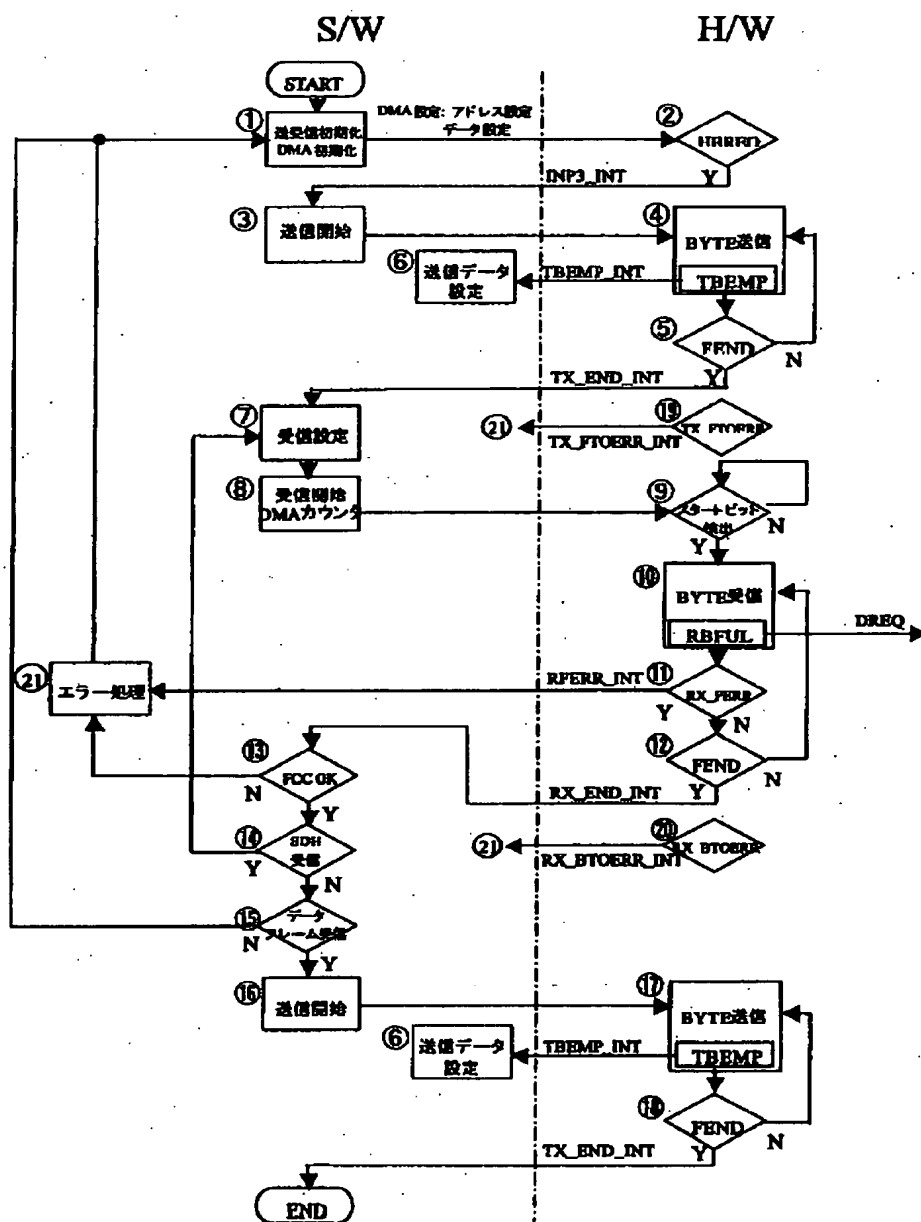 S/W
H/W
START
①
送受信初期化
DMA初期化
DMA設定: アドレス設定
データ設定
②
Y
INP3_INT
③
送信開始
④
BYTE送信
TBEMP
⑥
送信データ
設定
TBEMP_INT
⑤
FEND
N
Y
TX_END_INT
⑦
受信設定
⑲
TX_FTOERR
㉑
TX_FTOERR_INT
⑧
受信開始
DMAカウンタ
⑨
スタートビット
検出
N
Y
⑩
BYTE受信
RBFUL
DREQ
㉑
エラー処理
RFERR_INT
⑪
RX_FERR
Y
N
⑬
FCC OK
N
Y
⑫
FEND
N
Y
RX_END_INT
⑭
受信
Y
N
㉑
RX_BTOERR_INT
⑳
RX_BTOERR
⑮
データ
フレーム受信
N
Y
⑯
送信開始
⑰
BYTE送信
TBEMP
⑥
送信データ
設定
TBEMP_INT
⑱
FEND
N
Y
TX_END_INT
END